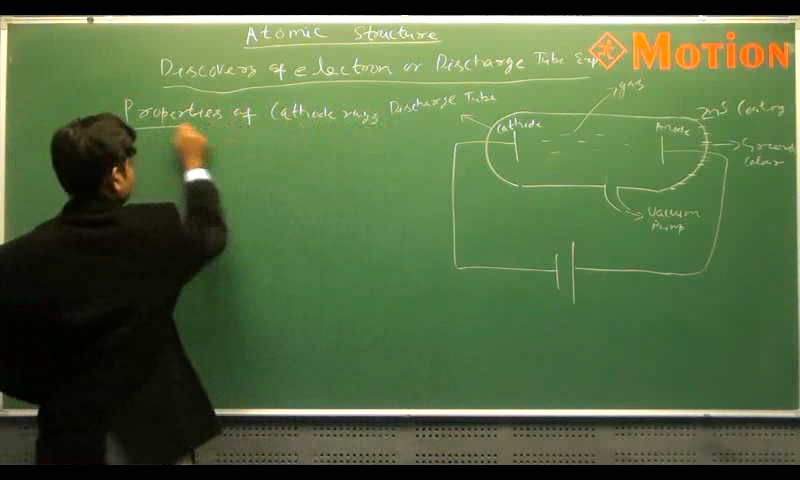 Atomic Structure
Discovery of electron or Discharge Tube Exp
MOTION
Properties of Cathode rays
Discharge Tube
gas
Cathode
Anode
ZnS Coating
Green
Colour
Vacuum
Pump